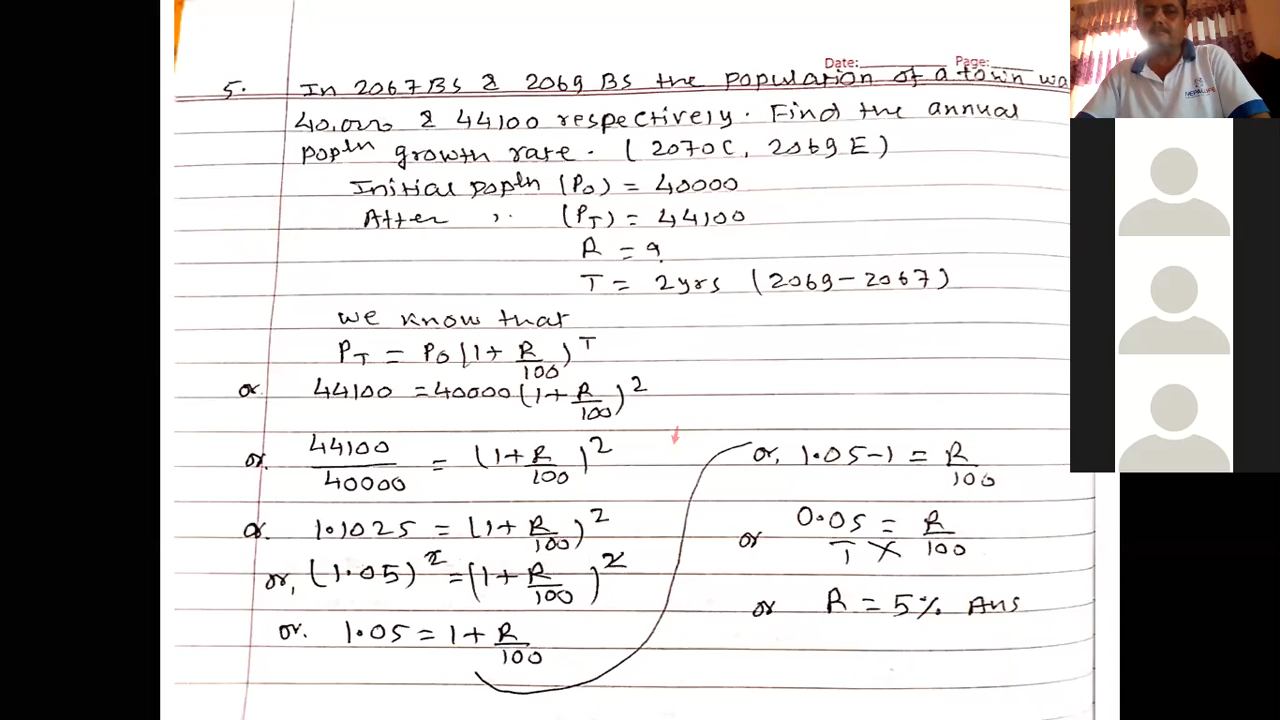 Date: Page:
5. In 2067 BS & 2069 BS the population of a town wa
40,000 & 44100 respectively. Find the annual
popln growth rate. (2070 C, 2069 E)
Initial popln (P0) = 40000
After ,, (PT) = 44100
R = ?
T = 2yrs (2069 - 2067)
we know that
PT = P0 (1 + R/100)^T
or. 44100 = 40000 (1 + R/100)^2
or. 44100/40000 = (1 + R/100)^2
or. 1.1025 = (1 + R/100)^2
or, (1.05)^2 = (1 + R/100)^2
or. 1.05 = 1 + R/100
or, 1.05 - 1 = R/100
or 0.05/1 = R/100
or R = 5% Ans